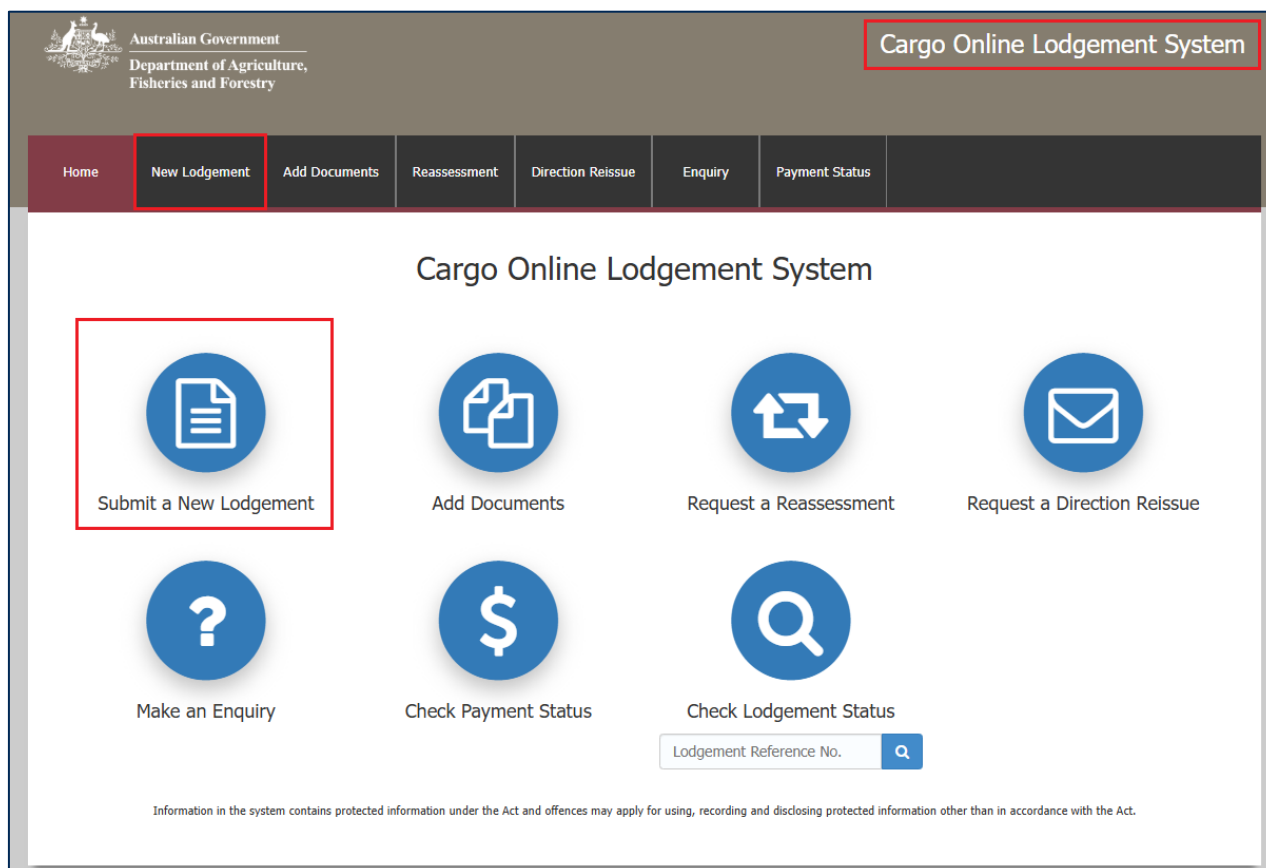 Australian Government
Department of Agriculture,
Fisheries and Forestry
Cargo Online Lodgement System
Home
New Lodgement
Add Documents
Reassessment
Direction Reissue
Enquiry
Payment Status
Cargo Online Lodgement System
Submit a New Lodgement
Add Documents
Request a Reassessment
Request a Direction Reissue
?
$
Make an Enquiry
Check Payment Status
Check Lodgement Status
Lodgement Reference No.
Information in the system contains protected information under the Act and offences may apply for using, recording and disclosing protected information other than in accordance with the Act.